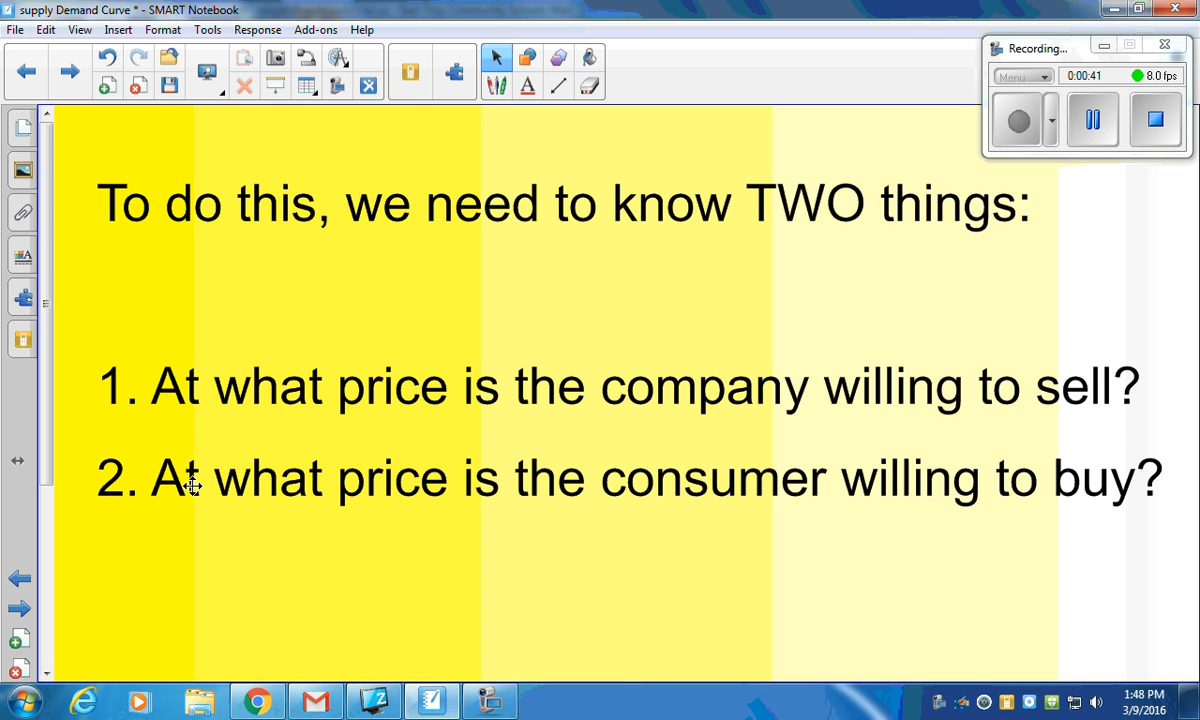 supply Demand Curve * - SMART Notebook
File Edit View Insert Format Tools Response Add-ons Help
Recording...
Menu 0:00:41 8.0 fps
To do this, we need to know TWO things:
1. At what price is the company willing to sell?
2. At what price is the consumer willing to buy?
1:48 PM
3/9/2016